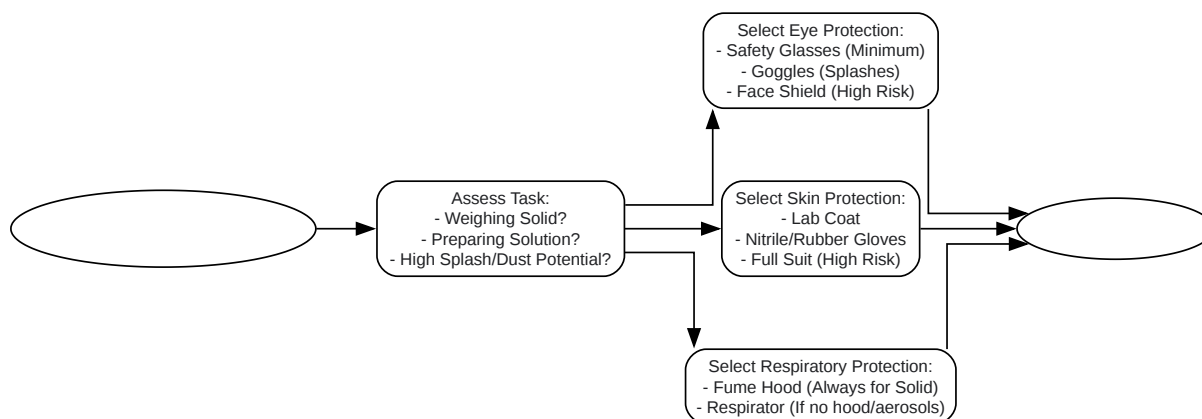 Select Eye Protection:
- Safety Glasses (Minimum)
- Goggles (Splashes)
- Face Shield (High Risk)
Assess Task:
- Weighing Solid?
- Preparing Solution?
- High Splash/Dust Potential?
Select Skin Protection:
- Lab Coat
- Nitrile/Rubber Gloves
- Full Suit (High Risk)
Select Respiratory Protection:
- Fume Hood (Always for Solid)
- Respirator (If no hood/aerosols)